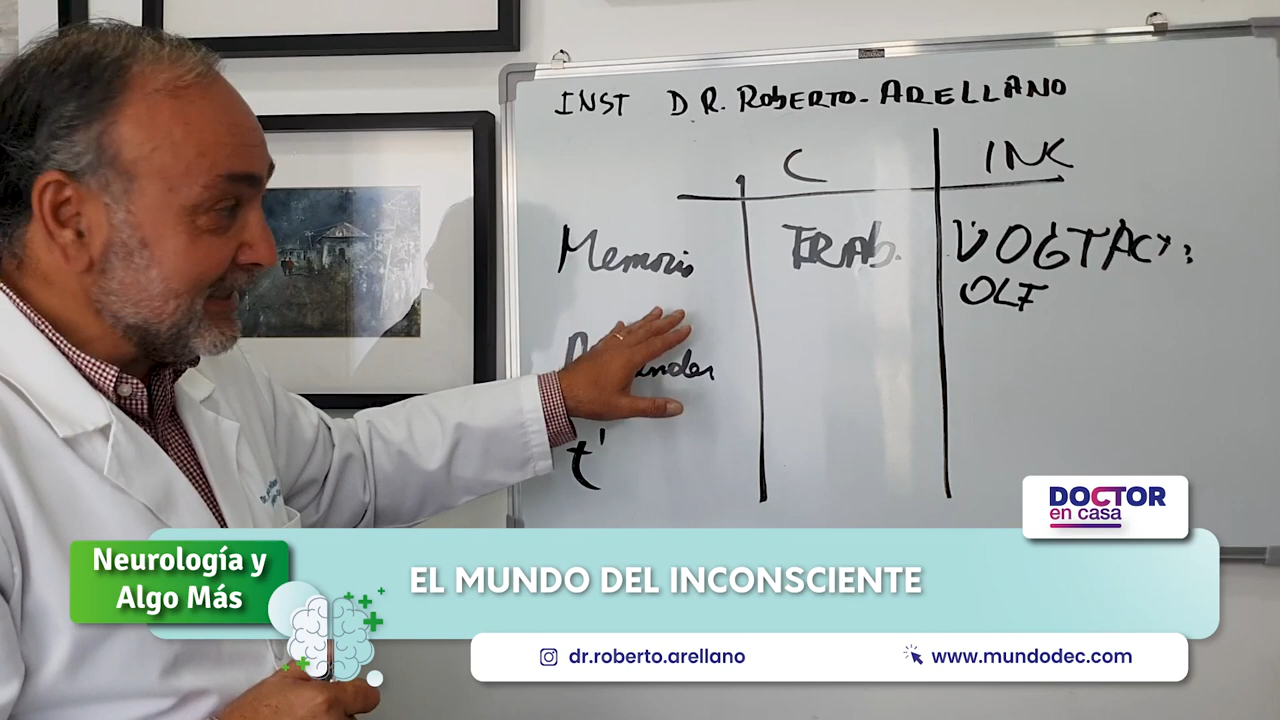 INST DR. ROBERTO-ARELLANO
C INK
Memoria TRAB. VOGTAC
OLF
t'
DOCTOR
en casa
Neurología y
Algo Más
EL MUNDO DEL INCONSCIENTE
dr.roberto.arellano
www.mundodec.com